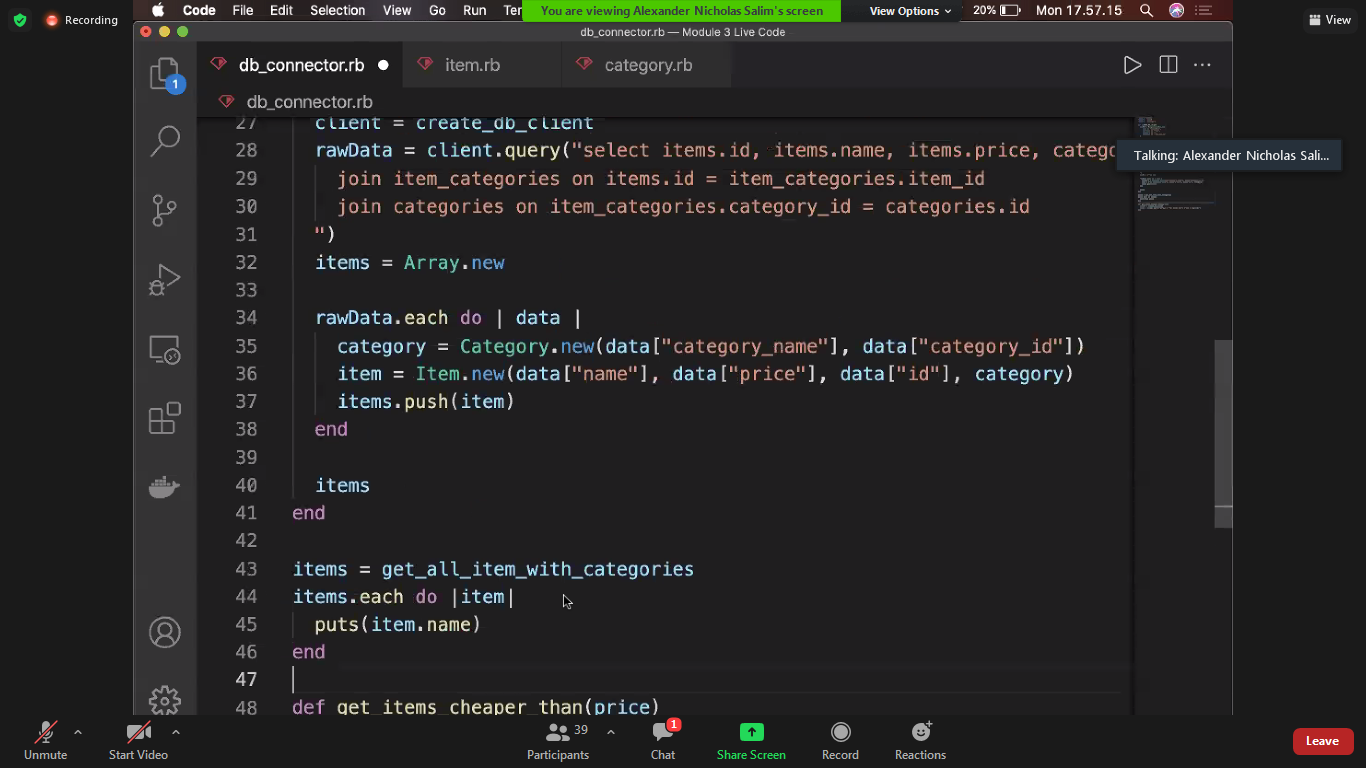 Recording
Code File Edit Selection View Go Run Ter
You are viewing Alexander Nicholas Salim's screen
View Options
20% Mon 17.57.15
View
db_connector.rb — Module 3 Live Code
db_connector.rb item.rb category.rb
1
db_connector.rb
Talking: Alexander Nicholas Sali...
27 client = create_db_client
28 rawData = client.query("select items.id, items.name, items.price, categ
29 join item_categories on items.id = item_categories.item_id
30 join categories on item_categories.category_id = categories.id
31 ")
32 items = Array.new
33
34 rawData.each do | data |
35 category = Category.new(data["category_name"], data["category_id"])
36 item = Item.new(data["name"], data["price"], data["id"], category)
37 items.push(item)
38 end
39
40 items
41 end
42
43 items = get_all_item_with_categories
44 items.each do |item|
45 puts(item.name)
46 end
47
48 def get_items_cheaper_than(price)
Unmute Start Video Participants 39 Chat 1 Share Screen Record Reactions Leave